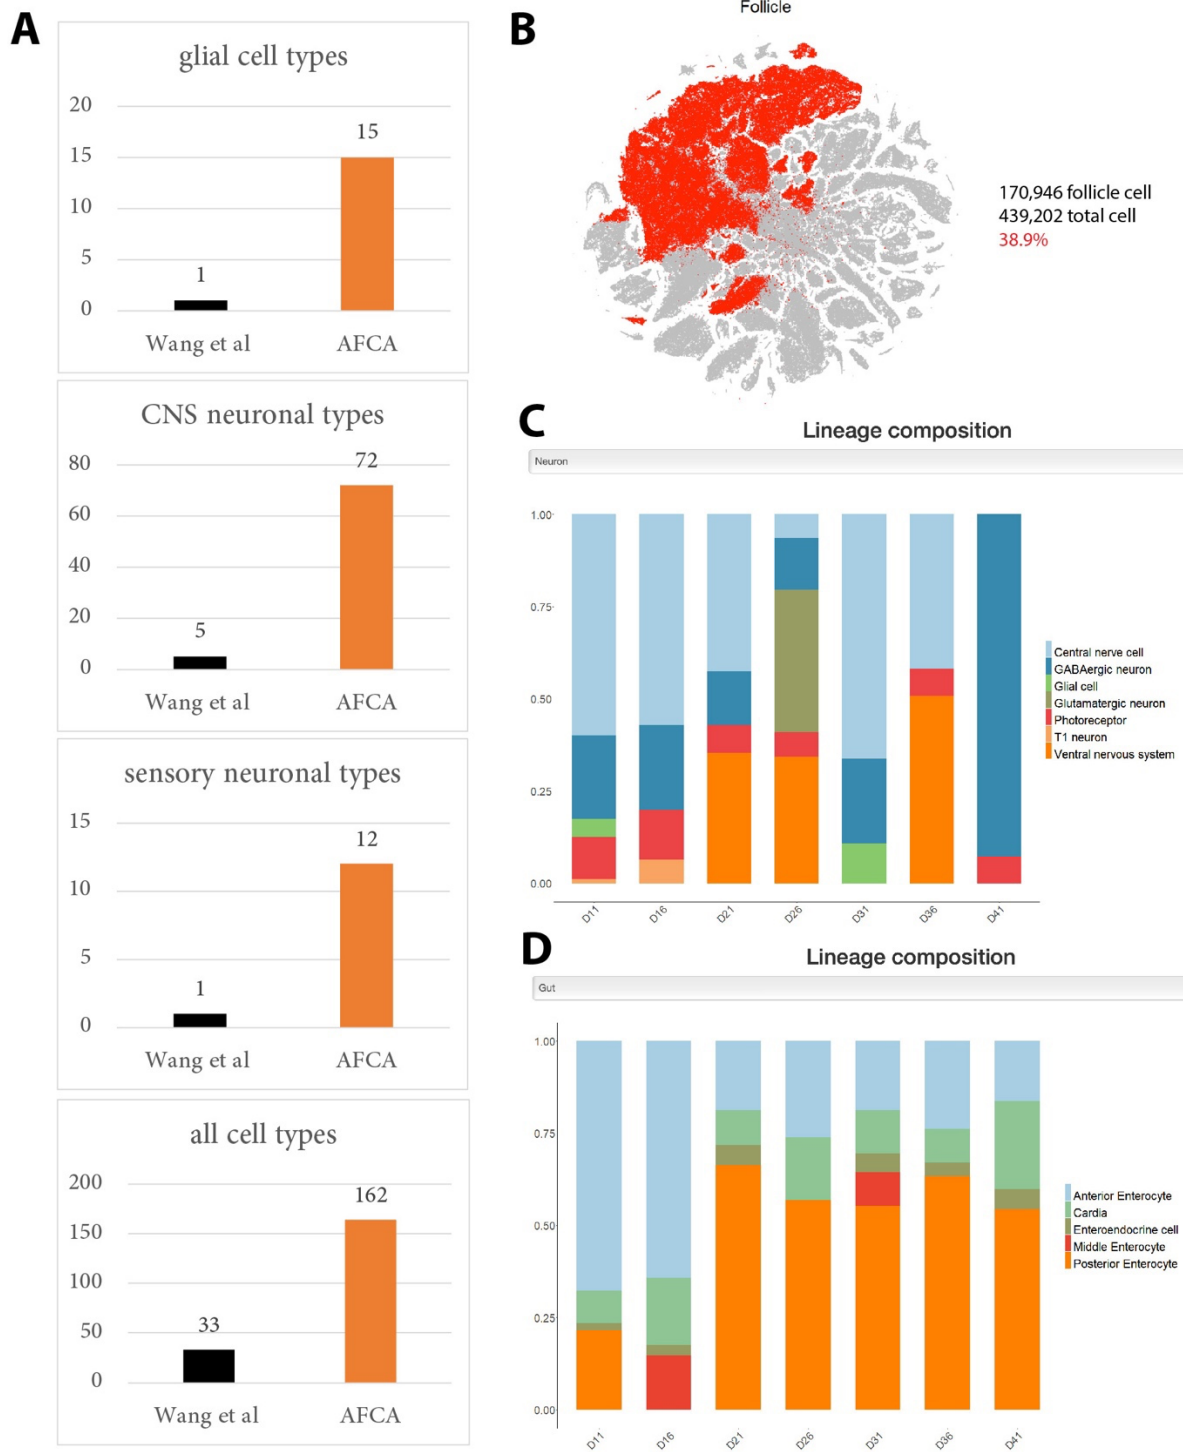 A
glial cell types
20
15
10
5
0
1
15
Wang et al
AFCA
CNS neuronal types
80
60
40
20
0
5
72
Wang et al
AFCA
sensory neuronal types
15
10
5
0
1
12
Wang et al
AFCA
all cell types
200
150
100
50
0
33
162
Wang et al
AFCA
B
Follicle
170,946 follicle cell
439,202 total cell
38.9%
C
Lineage composition
Neuron
1.00
0.75
0.50
0.25
0.00
D11
D16
D21
D26
D31
D36
D41
Central nerve cell
GABAergic neuron
Glial cell
Glutamatergic neuron
Photoreceptor
T1 neuron
Ventral nervous system
D
Lineage composition
Gut
1.00
0.75
0.50
0.25
0.00
D11
D16
D21
D26
D31
D36
D41
Anterior Enterocyte
Cardia
Enteroendocrine cell
Middle Enterocyte
Posterior Enterocyte